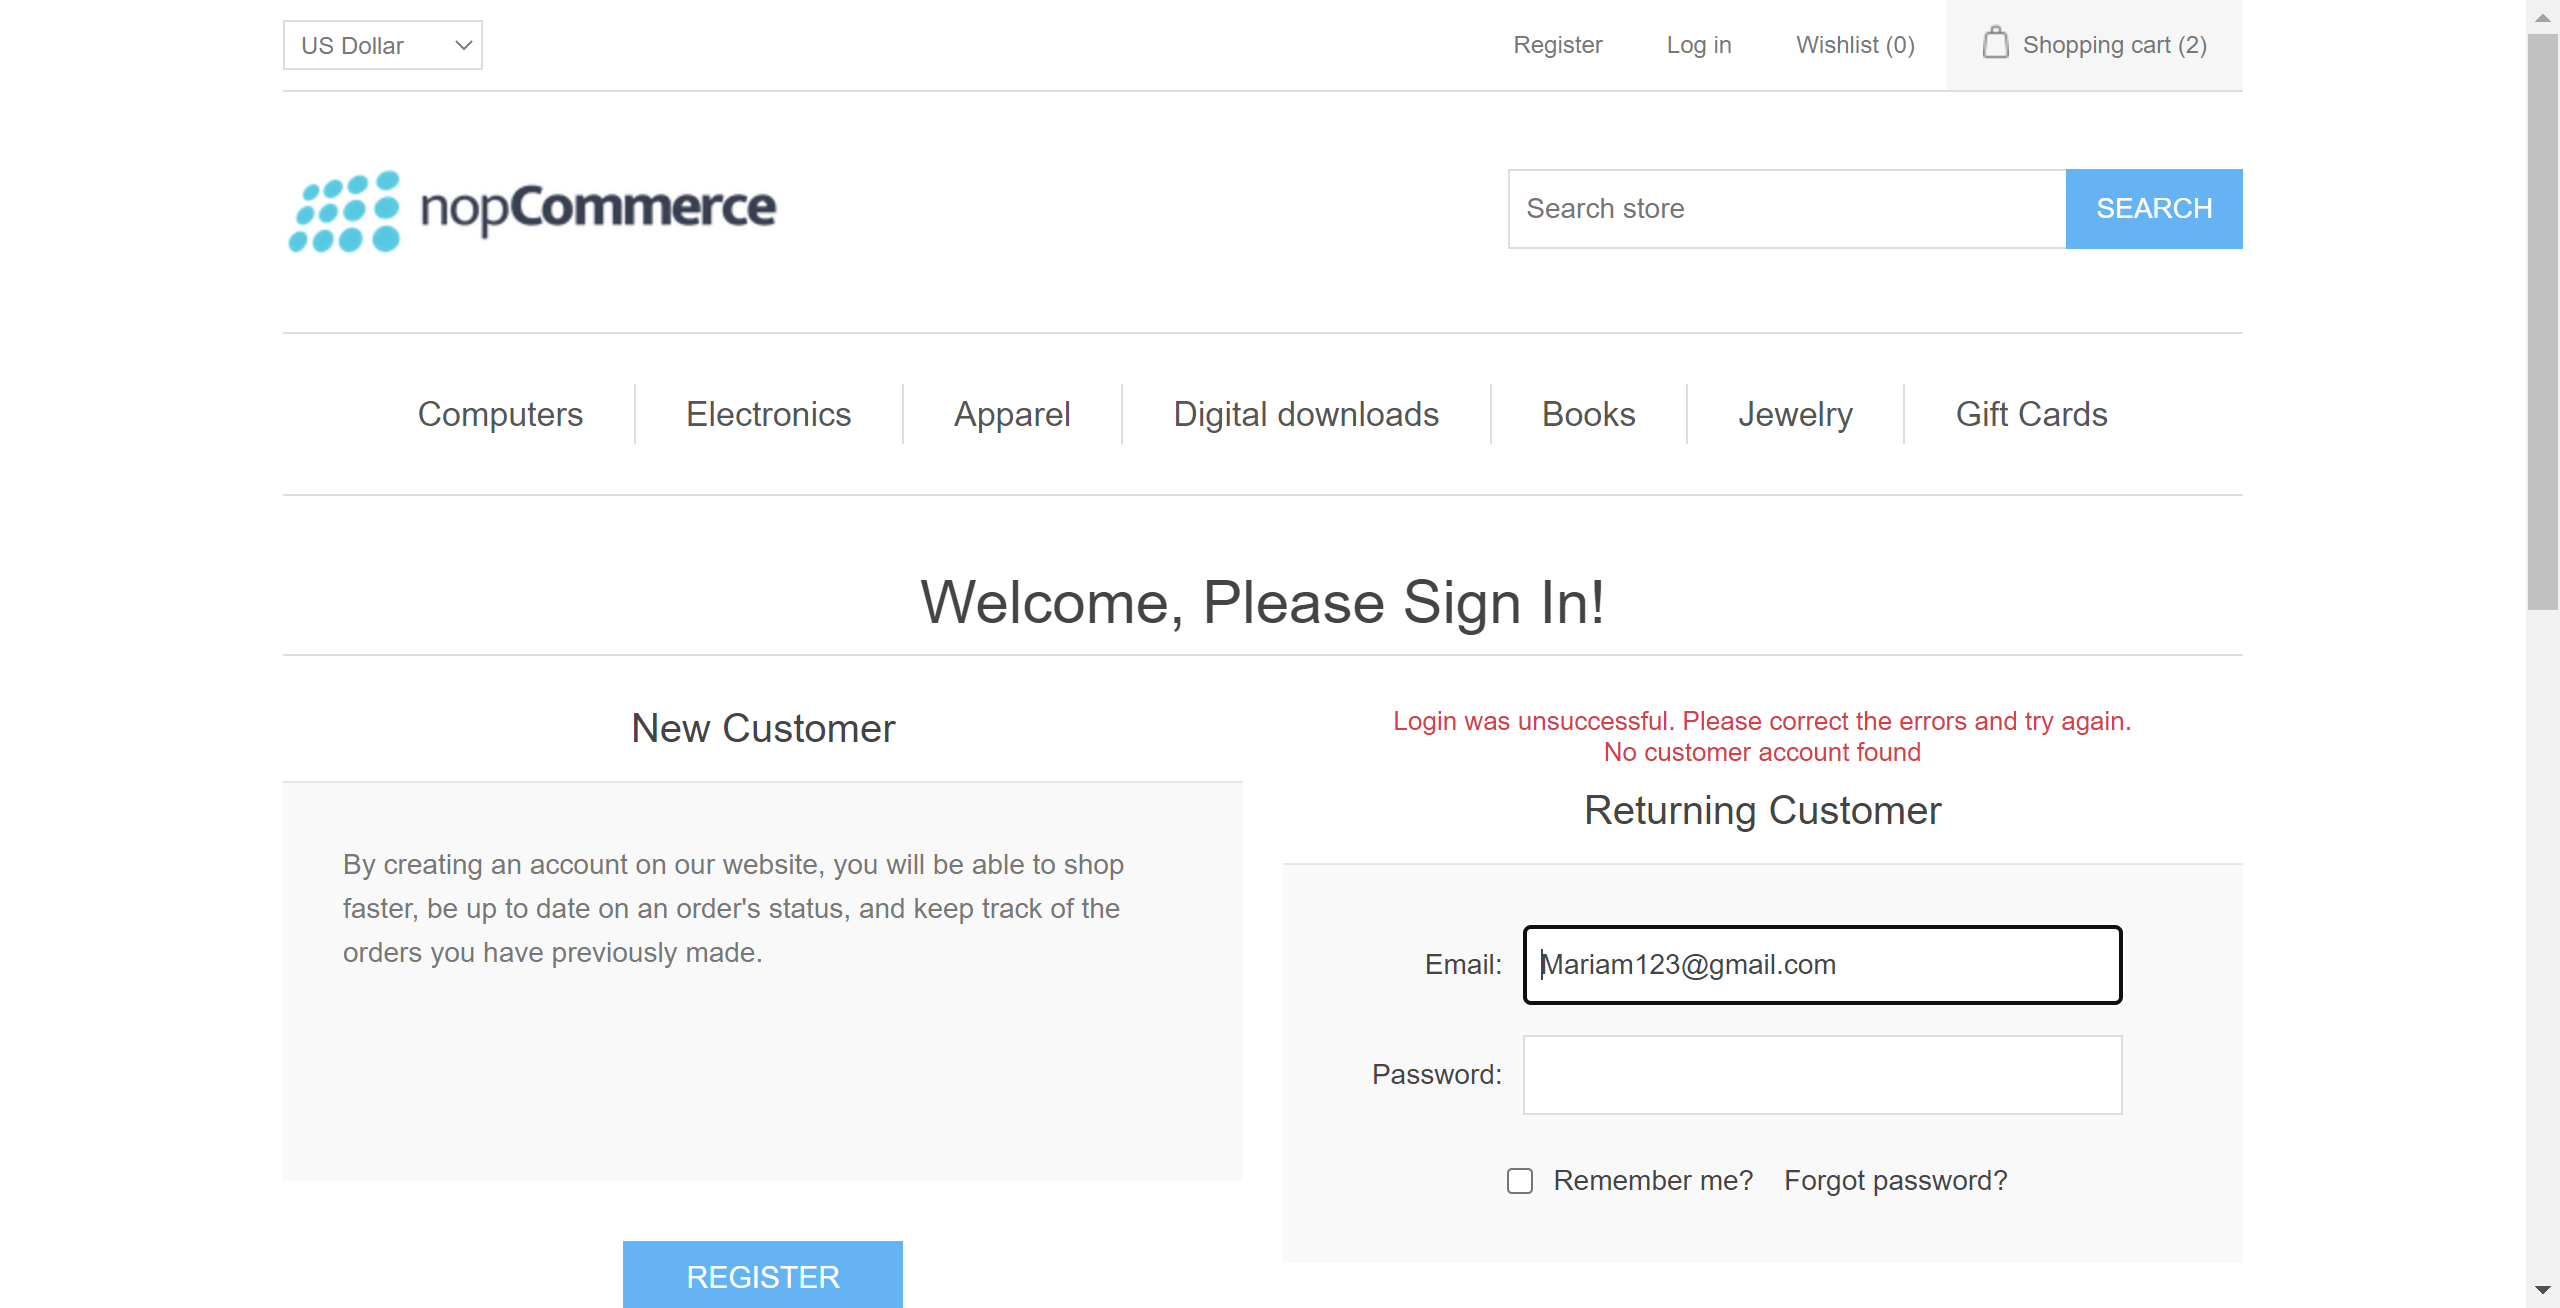 US Dollar
Register
Log in
Wishlist (0)
Shopping cart (2)
nopCommerce
Search store
SEARCH
Computers
Electronics
Apparel
Digital downloads
Books
Jewelry
Gift Cards
Welcome, Please Sign In!
New Customer
By creating an account on our website, you will be able to shop
faster, be up to date on an order's status, and keep track of the
orders you have previously made.
REGISTER
Login was unsuccessful. Please correct the errors and try again.
No customer account found
Returning Customer
Email:
Mariam123@gmail.com
Password:
Remember me?
Forgot password?